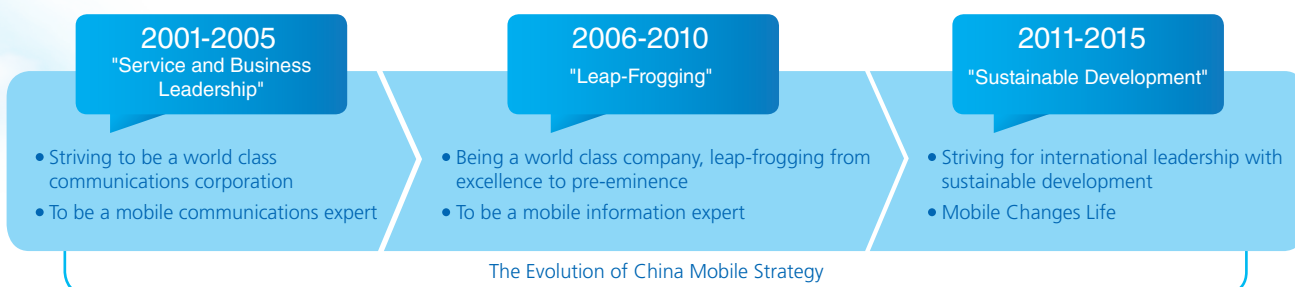 2001-2005
"Service and Business
Leadership"
• Striving to be a world class
communications corporation
• To be a mobile communications expert
2006-2010
"Leap-Frogging"
• Being a world class company, leap-frogging from
excellence to pre-eminence
• To be a mobile information expert
2011-2015
"Sustainable Development"
• Striving for international leadership with
sustainable development
• Mobile Changes Life
The Evolution of China Mobile Strategy